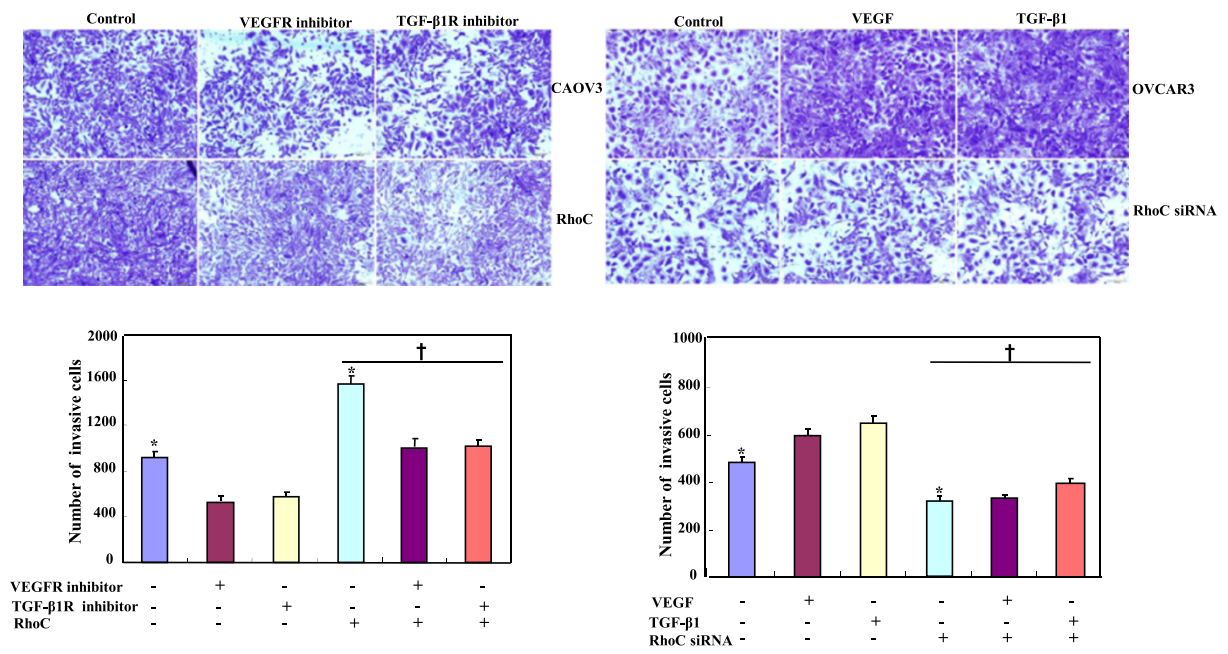 Control VEGFR inhibitor TGF-β1R inhibitor
CAOV3
RhoC
Control VEGF TGF-β1
OVCAR3
RhoC siRNA
Number of invasive cells
2000
1600
1200
800
400
0
*
*
†
VEGFR inhibitor - + - - + -
TGF-β1R inhibitor - - + - - +
RhoC - - - + + +
Number of invasive cells
1000
800
600
400
200
0
*
*
†
VEGF - + - - + -
TGF-β1 - - + - - +
RhoC siRNA - - - + + +